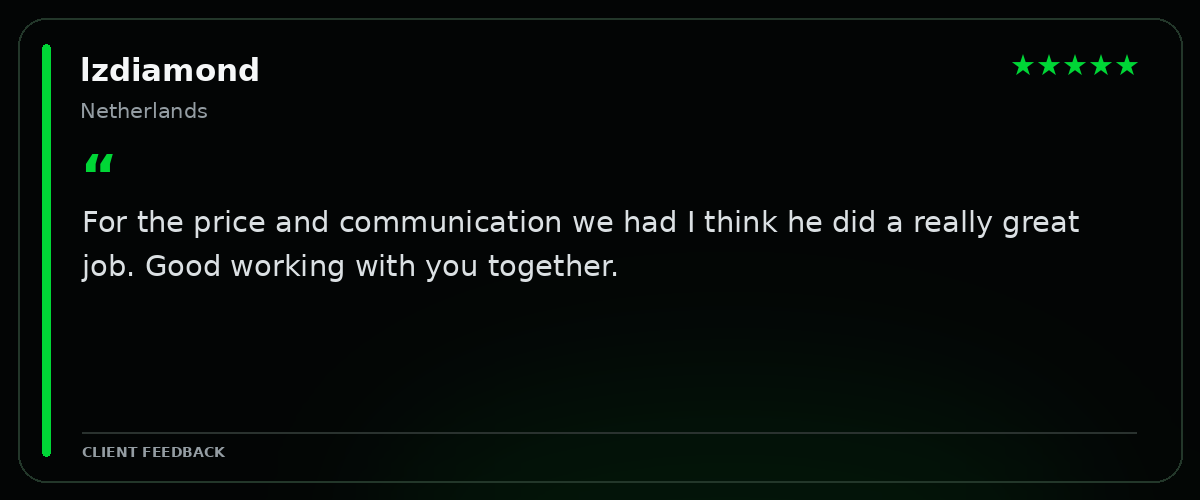 lzdiamond
★★★★★
Netherlands
“
For the price and communication we had I think he did a really great
job. Good working with you together.
CLIENT FEEDBACK